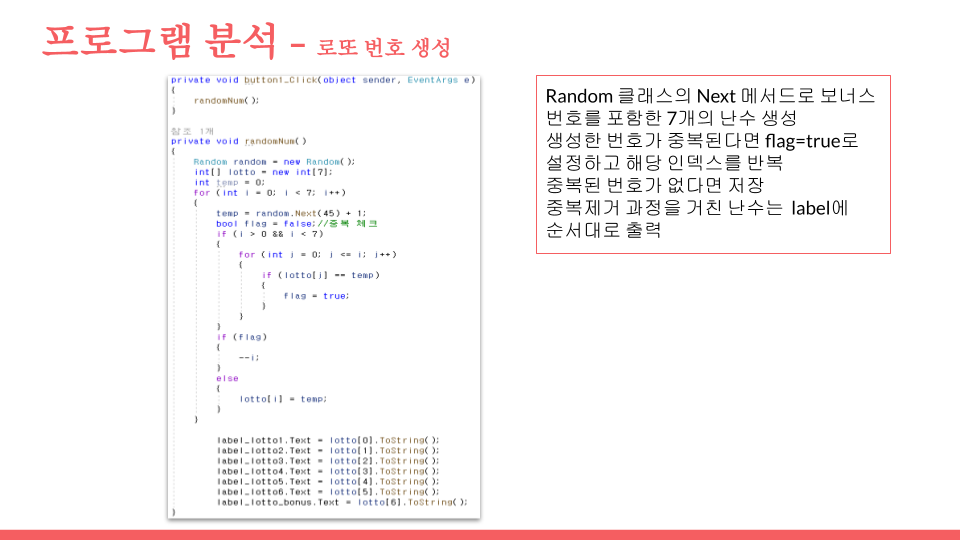 프로그램 분석 - 로또 번호 생성
private void button1_Click(object sender, EventArgs e)
{
randomNum();
}
참조 1개
private void randomNum()
{
Random random = new Random();
int[] lotto = new int[7];
int temp = 0;
for (int i = 0; i < 7; i++)
{
temp = random.Next(45) + 1;
bool flag = false;//중복 체크
if (i > 0 && i < 7)
{
for (int j = 0; j <= i; j++)
{
if (lotto[j] == temp)
{
flag = true;
}
}
}
if (flag)
{
--i;
}
else
{
lotto[i] = temp;
}
}
label_lotto1.Text = lotto[0].ToString();
label_lotto2.Text = lotto[1].ToString();
label_lotto3.Text = lotto[2].ToString();
label_lotto4.Text = lotto[3].ToString();
label_lotto5.Text = lotto[4].ToString();
label_lotto6.Text = lotto[5].ToString();
label_lotto_bonus.Text = lotto[6].ToString();
}
Random 클래스의 Next 메서드로 보너스
번호를 포함한 7개의 난수 생성
생성한 번호가 중복된다면 flag=true로
설정하고 해당 인덱스를 반복
중복된 번호가 없다면 저장
중복제거 과정을 거친 난수는 label에
순서대로 출력